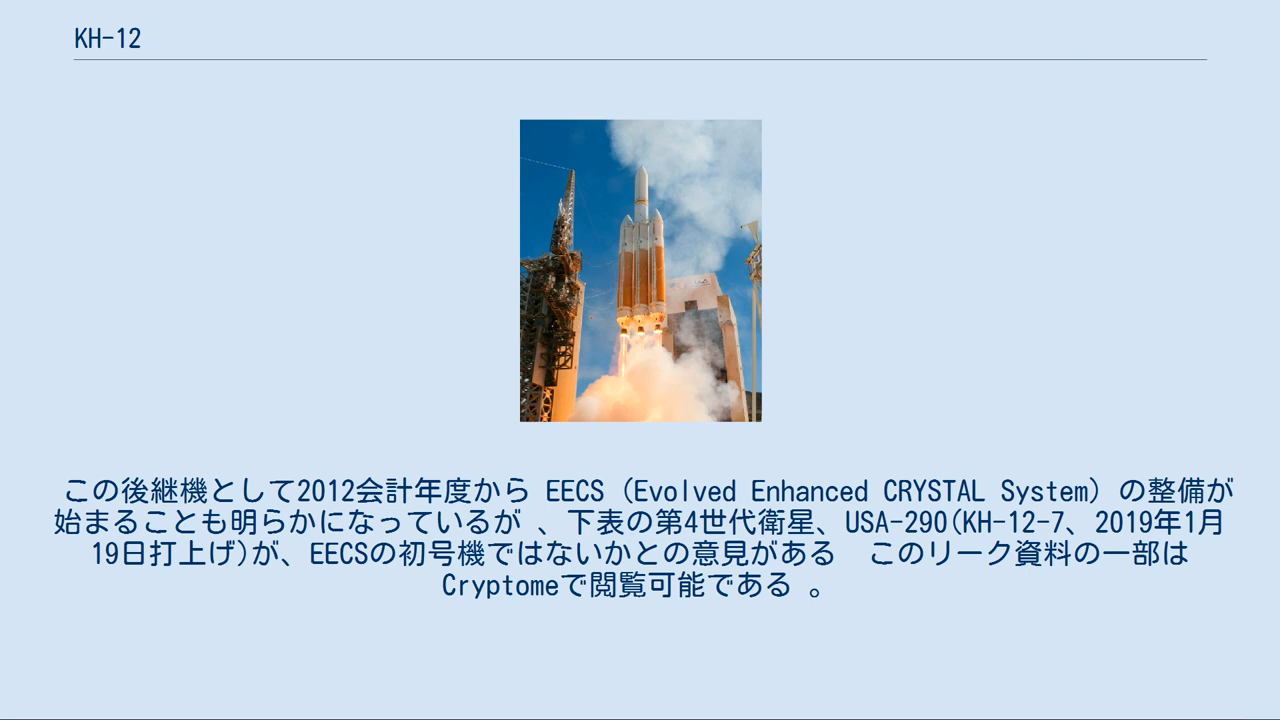 KH-12
この後継機として2012会計年度から EECS (Evolved Enhanced CRYSTAL System) の整備が
始まることも明らかになっているが 、下表の第4世代衛星、USA-290(KH-12-7、2019年1月
19日打上げ)が、EECSの初号機ではないかとの意見がある　このリーク資料の一部は
Cryptomeで閲覧可能である 。